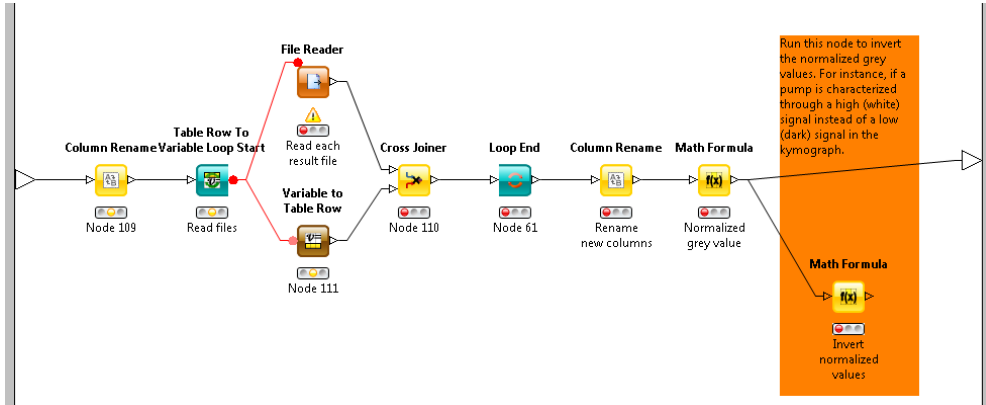 File Reader
Read each
result file
Column Rename
Node 109
Table Row To
Variable Loop Start
Read files
Variable to
Table Row
Node 111
Cross Joiner
Node 110
Loop End
Node 61
Column Rename
Rename
new columns
Math Formula
f(x)
Normalized
grey value
Run this node to invert
the normalized grey
values. For instance, if a
pump is characterized
through a high (white)
signal instead of a low
(dark) signal in the
kymograph.
Math Formula
f(x)
Invert
normalized
values